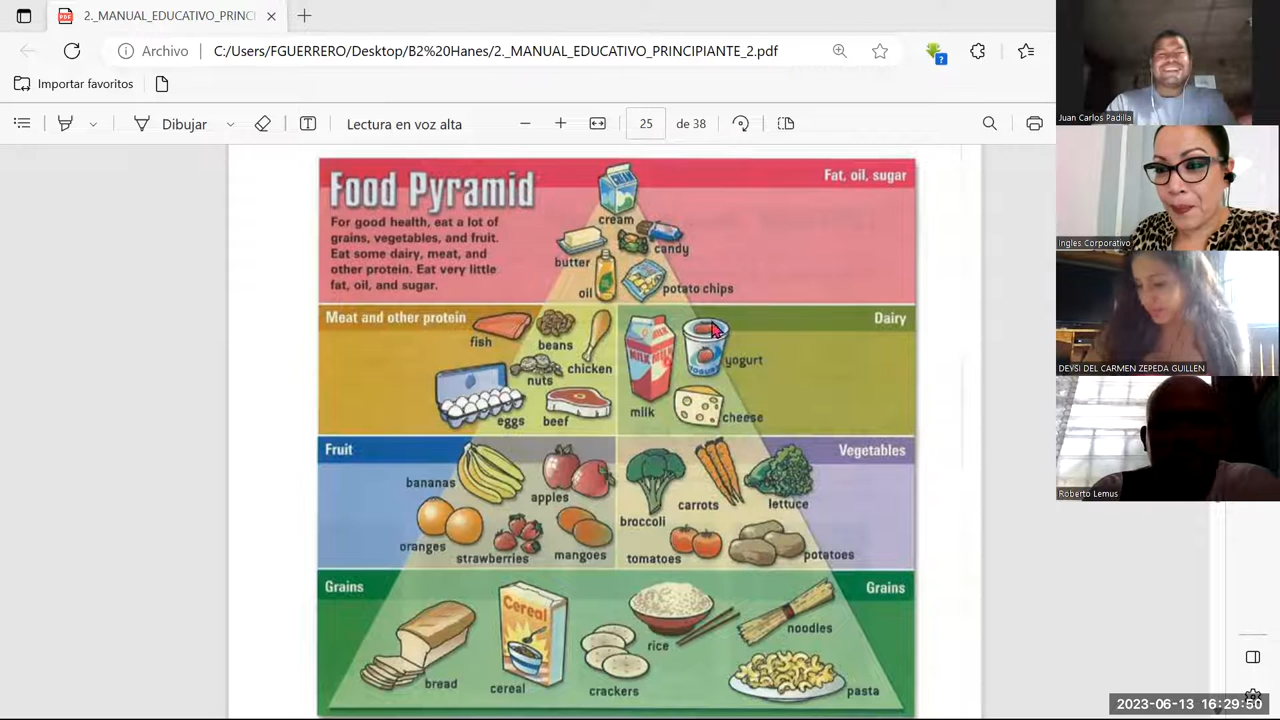 2._MANUAL_EDUCATIVO_PRINCI
Archivo
C:/Users/FGUERRERO/Desktop/B2%20Hanes/2._MANUAL_EDUCATIVO_PRINCIPIANTE_2.pdf
Importar favoritos
Dibujar
Lectura en voz alta
25
de 38
Food Pyramid
For good health, eat a lot of
grains, vegetables, and fruit.
Eat some dairy, meat, and
other protein. Eat very little
fat, oil, and sugar.
Fat, oil, sugar
CREAM
cream
candy
butter
oil
potato chips
Meat and other protein
Dairy
fish
beans
chicken
nuts
eggs
beef
MILK
milk
YOGURT
yogurt
cheese
Fruit
Vegetables
bananas
apples
oranges
strawberries
mangoes
broccoli
carrots
lettuce
tomatoes
potatoes
Grains
Grains
Cereal
bread
cereal
crackers
rice
noodles
pasta
Juan Carlos Padilla
Ingles Corporativo
DEYSI DEL CARMEN ZEPEDA GUILLEN
Roberto Lemus
2023-06-13 16:29:50